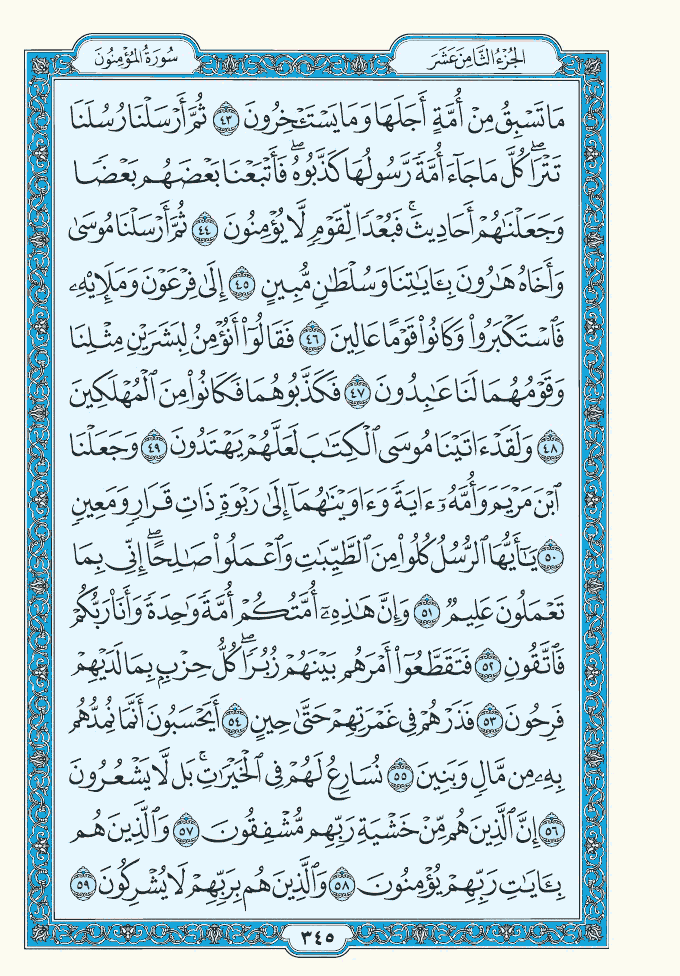 الجزء الثامن عشر
سورة المؤمنون
مَا تَسْبِقُ مِنْ أُمَّةٍ أَجَلَهَا وَمَا يَسْتَـْٔخِرُونَ ٤٣ ثُمَّ أَرْسَلْنَا رُسُلَنَا
تَتْرَا ۖ كُلَّ مَا جَآءَ أُمَّةً رَّسُولُهَا كَذَّبُوهُ ۖ فَأَتْبَعْنَا بَعْضَهُم بَعْضًا
وَجَعَلْنَٰهُمْ أَحَادِيثَ ۚ فَبُعْدًا لِّقَوْمٍ لَّا يُؤْمِنُونَ ٤٤ ثُمَّ أَرْسَلْنَا مُوسَىٰ
وَأَخَاهُ هَٰرُونَ بِـَٔايَٰتِنَا وَسُلْطَٰنٍ مُّبِينٍ ٤٥ إِلَىٰ فِرْعَوْنَ وَمَلَإِي۟هِۦ
فَٱسْتَكْبَرُوا۟ وَكَانُوا۟ قَوْمًا عَالِينَ ٤٦ فَقَالُوٓا۟ أَنُؤْمِنُ لِبَشَرَيْنِ مِثْلِنَا
وَقَوْمُهُمَا لَنَا عَٰبِدُونَ ٤٧ فَكَذَّبُوهُمَا فَكَانُوا۟ مِنَ ٱلْمُهْلَكِينَ
٤٨ وَلَقَدْ ءَاتَيْنَا مُوسَى ٱلْكِتَٰبَ لَعَلَّهُمْ يَهْتَدُونَ ٤٩ وَجَعَلْنَا
ٱبْنَ مَرْيَمَ وَأُمَّهُۥٓ ءَايَةً وَءَاوَيْنَٰهُمَآ إِلَىٰ رَبْوَةٍ ذَاتِ قَرَارٍ وَمَعِينٍ
٥٠ يَٰٓأَيُّهَا ٱلرُّسُلُ كُلُوا۟ مِنَ ٱلطَّيِّبَٰتِ وَٱعْمَلُوا۟ صَٰلِحًا ۖ إِنِّى بِمَا
تَعْمَلُونَ عَلِيمٌ ٥١ وَإِنَّ هَٰذِهِۦٓ أُمَّتُكُمْ أُمَّةً وَٰحِدَةً وَأَنَا۠ رَبُّكُمْ
فَٱتَّقُونِ ٥٢ فَتَقَطَّعُوٓا۟ أَمْرَهُم بَيْنَهُمْ زُبُرًا ۖ كُلُّ حِزْبٍۭ بِمَا لَدَيْهِمْ
فَرِحُونَ ٥٣ فَذَرْهُمْ فِى غَمْرَتِهِمْ حَتَّىٰ حِينٍ ٥٤ أَيَحْسَبُونَ أَنَّمَا نُمِدُّهُم
بِهِۦ مِن مَّالٍ وَبَنِينَ ٥٥ نُسَارِعُ لَهُمْ فِى ٱلْخَيْرَٰتِ ۚ بَل لَّا يَشْعُرُونَ
٥٦ إِنَّ ٱلَّذِينَ هُم مِّنْ خَشْيَةِ رَبِّهِم مُّشْفِقُونَ ٥٧ وَٱلَّذِينَ هُم
بِـَٔايَٰتِ رَبِّهِمْ يُؤْمِنُونَ ٥٨ وَٱلَّذِينَ هُم بِرَبِّهِمْ لَا يُشْرِكُونَ ٥٩
٣٤٥